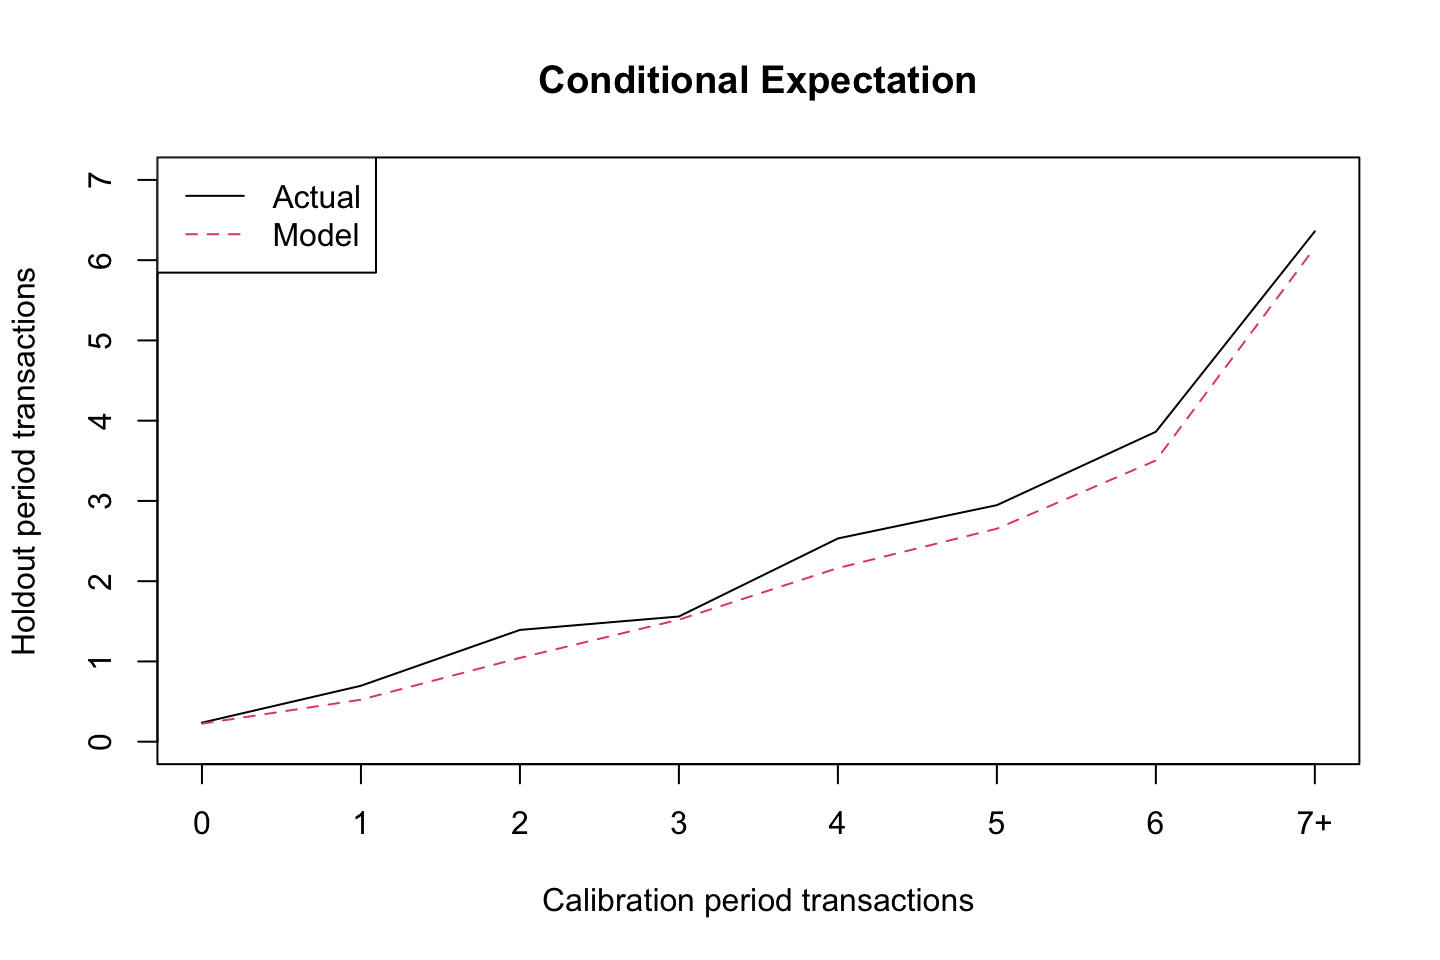 Conditional Expectation
Actual
Model
Holdout period transactions
7
6
5
4
3
2
1
0
0 1 2 3 4 5 6 7+
Calibration period transactions